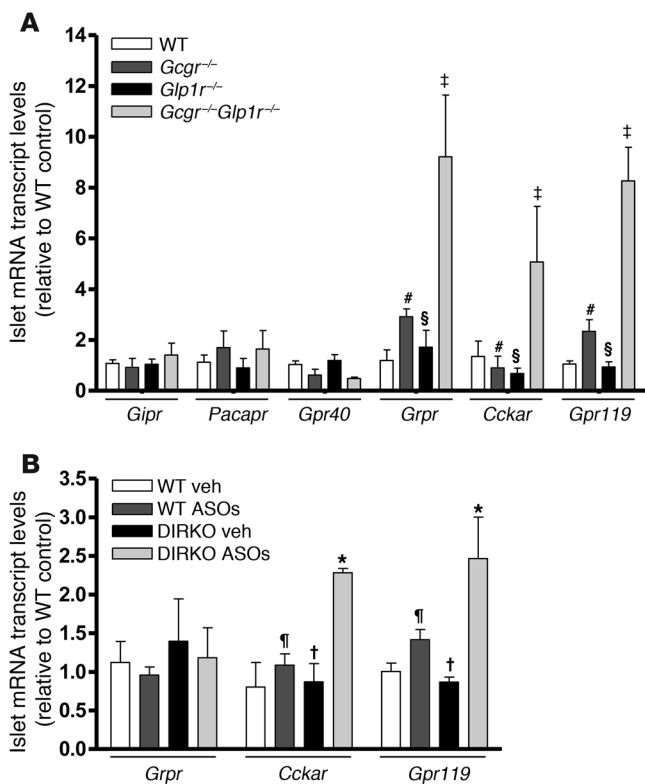 A
Islet mRNA transcript levels
(relative to WT control)
14
12
10
8
6
4
2
0
WT
Gcgr–/–
Glp1r–/–
Gcgr–/–Glp1r–/–
# § ‡
# § ‡
# § ‡
Gipr Pacapr Gpr40 Grpr Cckar Gpr119
B
Islet mRNA transcript levels
(relative to WT control)
3.5
3.0
2.5
2.0
1.5
1.0
0.5
0.0
WT veh
WT ASOs
DIRKO veh
DIRKO ASOs
¶ † *
¶ † *
Grpr Cckar Gpr119